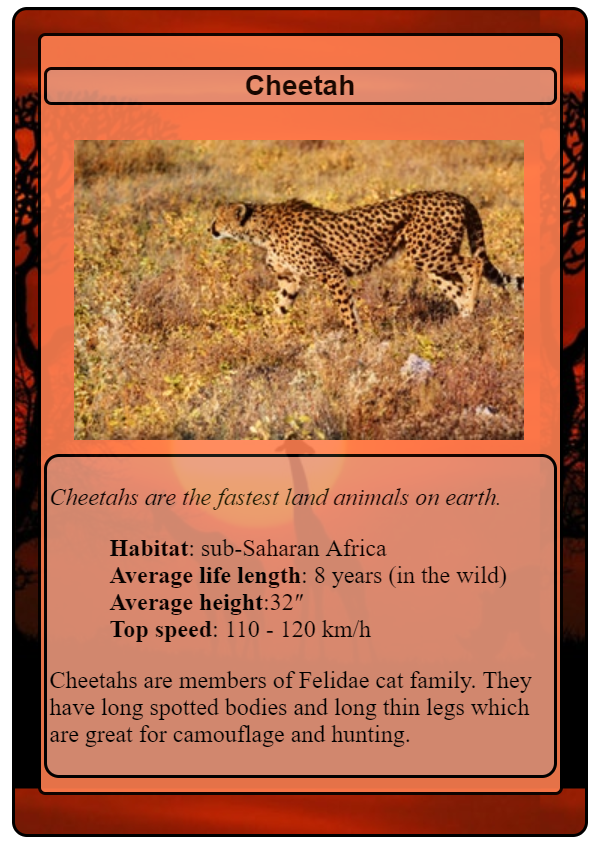 Cheetah
Cheetahs are the fastest land animals on earth.
Habitat: sub-Saharan Africa
Average life length: 8 years (in the wild)
Average height:32″
Top speed: 110 - 120 km/h
Cheetahs are members of Felidae cat family. They
have long spotted bodies and long thin legs which
are great for camouflage and hunting.